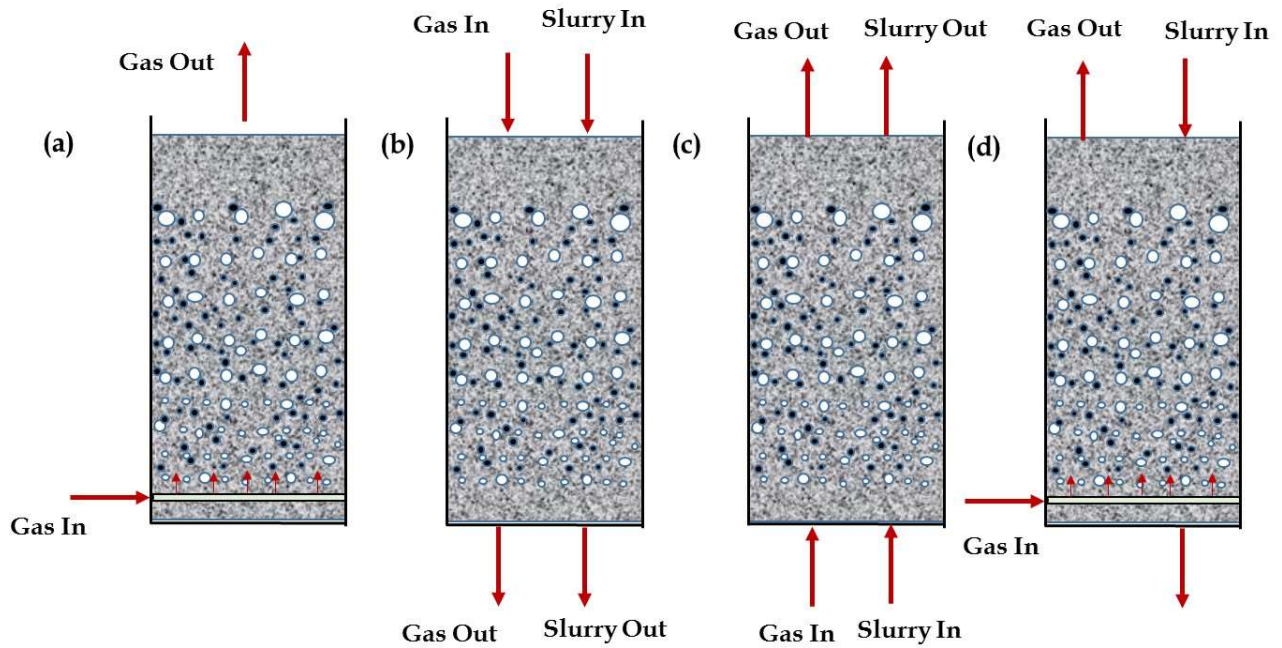 Gas Out
(a)
Gas In
Gas In
Slurry In
(b)
Gas Out
Slurry Out
Gas Out
Slurry Out
(c)
Gas In
Slurry In
Gas Out
Slurry In
(d)
Gas In